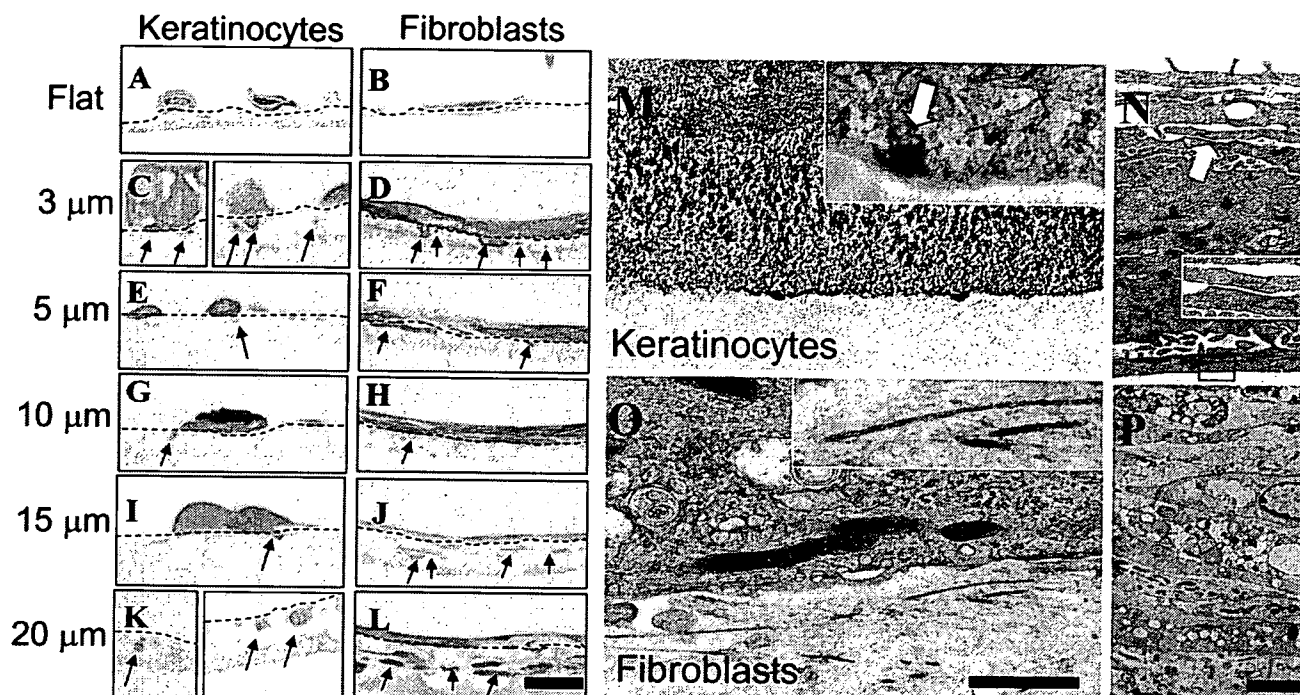 Keratinocytes
Fibroblasts
Flat
A
B
3 μm
C
D
5 μm
E
F
10 μm
G
H
15 μm
I
J
20 μm
K
L
M
Keratinocytes
N
O
Fibroblasts
P